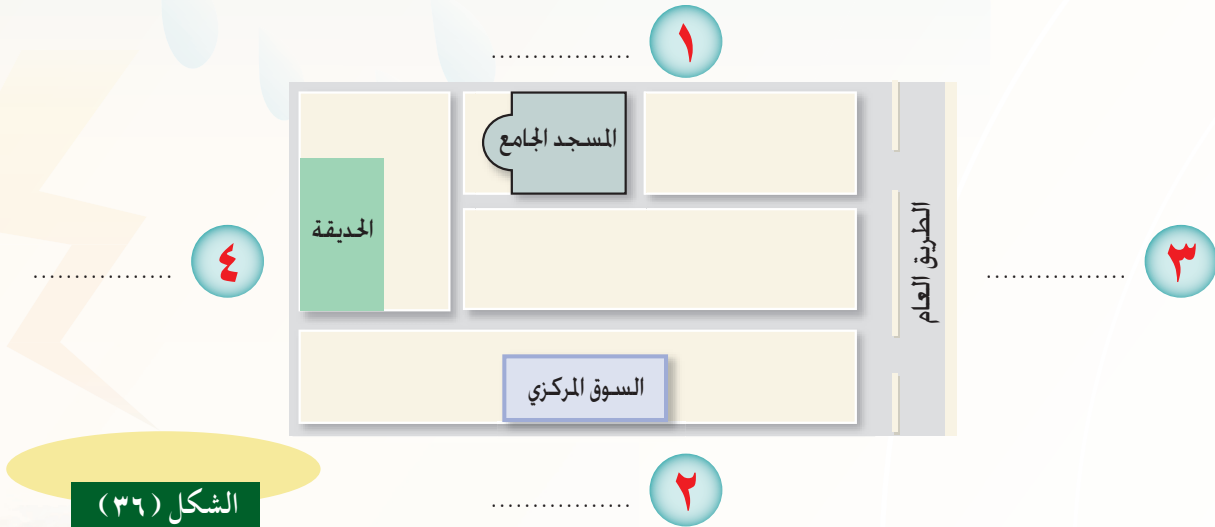 ١ .................
المسجد الجامع
الحديقة
الطريق العام
٣ .................
٤ .................
السوق المركزي
٢ .................
الشكل (٣٦)